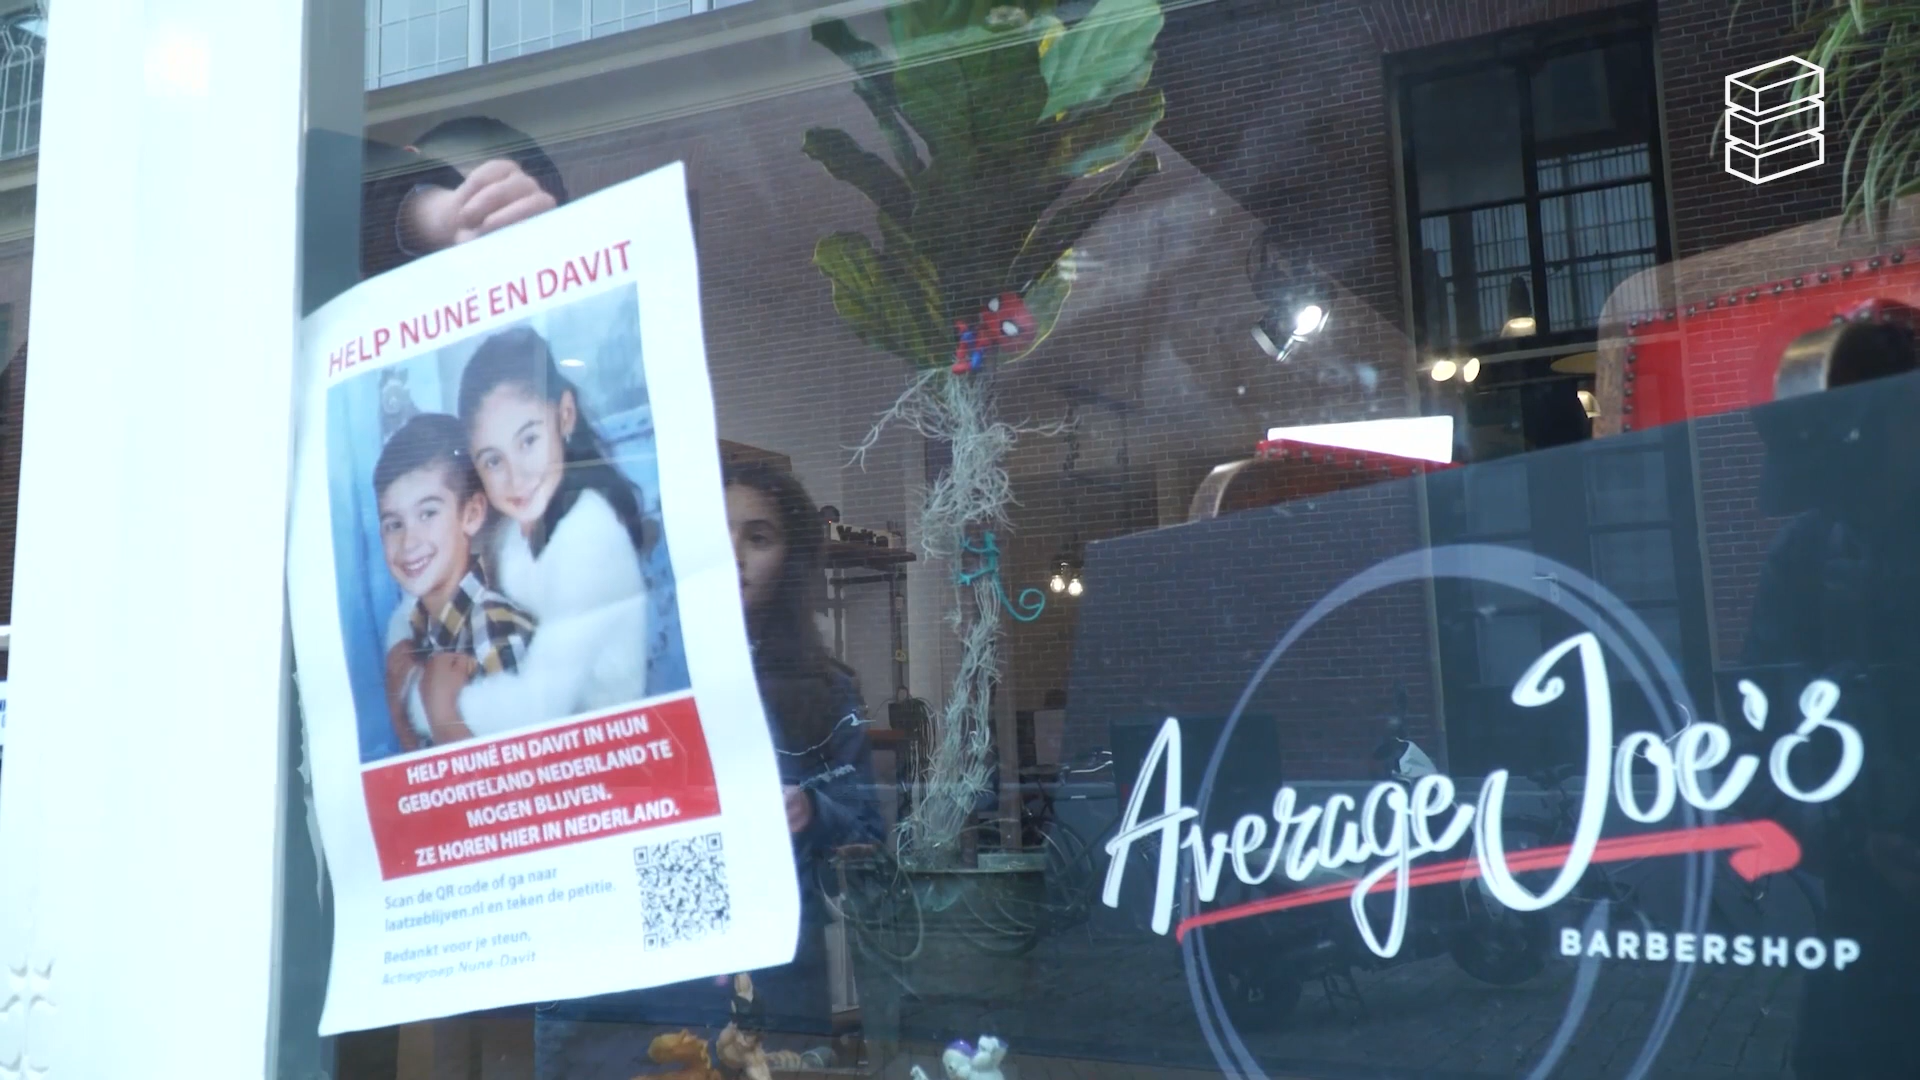 HELP NUNË EN DAVIT
HELP NUNË EN DAVIT IN HUN
GEBOORTELAND NEDERLAND TE
MOGEN BLIJVEN.
ZE HOREN HIER IN NEDERLAND.
Scan de QR code of ga naar
laatzeblijven.nl en teken de petitie.
Bedankt voor je steun,
Actiegroep Nune-Davit
Average Joe's
BARBERSHOP